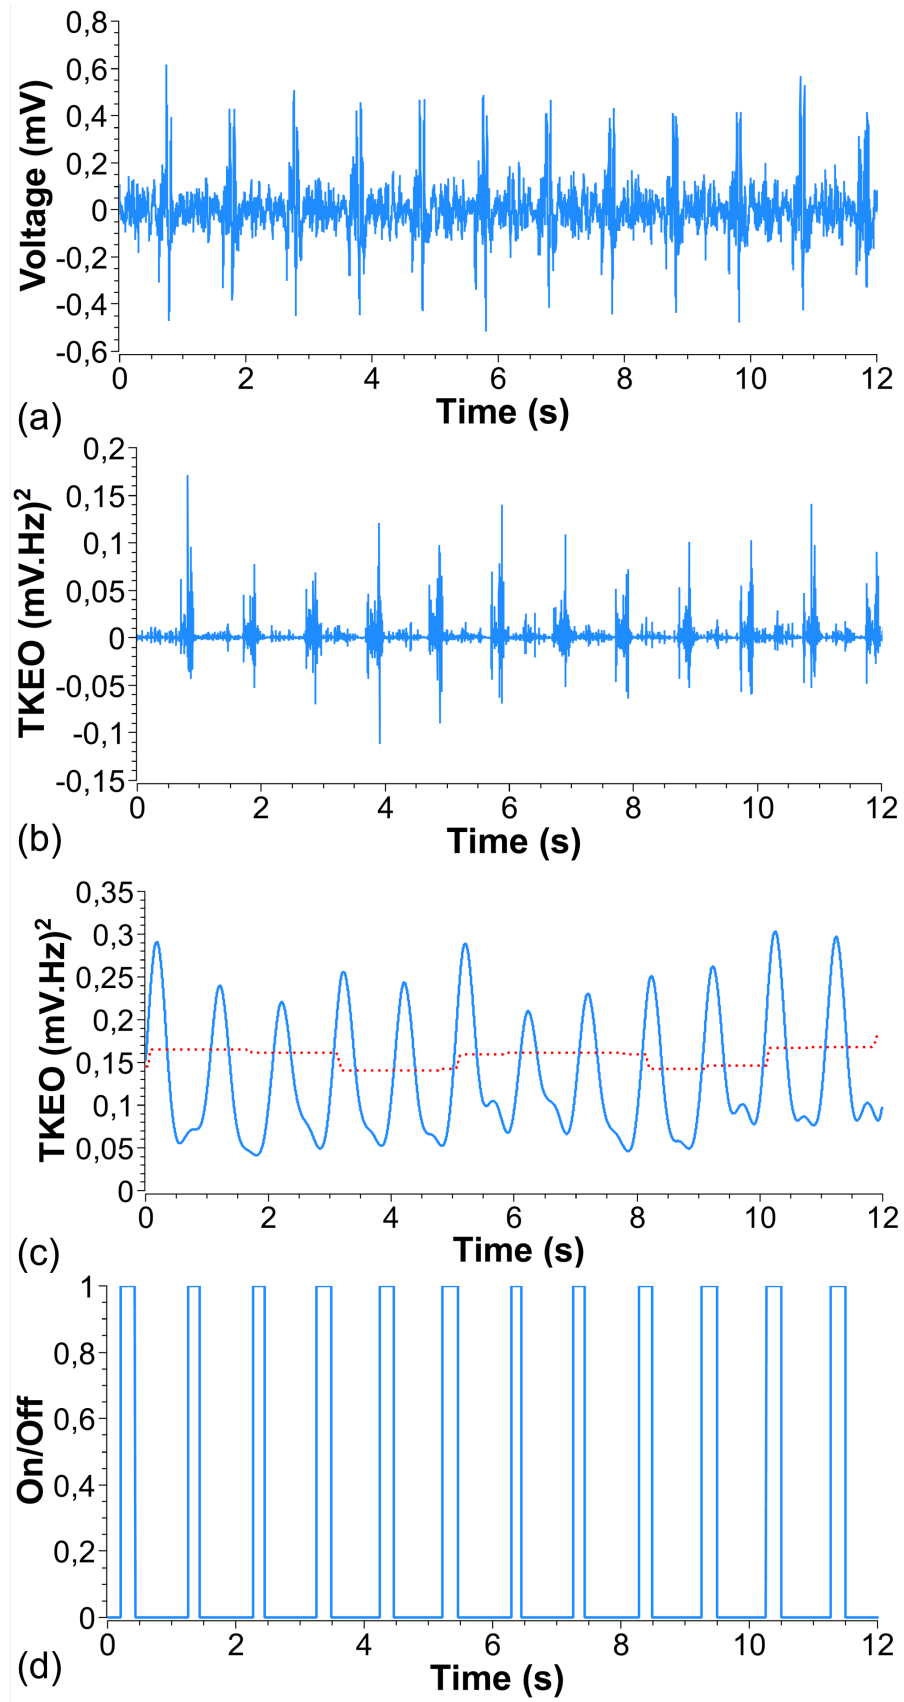 0,8
0,6
0,4
0,2
0
-0,2
-0,4
-0,6
Voltage (mV)
0 2 4 6 8 10 12
Time (s)
(a)
0,2
0,15
0,1
0,05
0
-0,05
-0,1
-0,15
TKEO (mV.Hz)²
0 2 4 6 8 10 12
Time (s)
(b)
0,35
0,3
0,25
0,2
0,15
0,1
0,05
0
TKEO (mV.Hz)²
0 2 4 6 8 10 12
Time (s)
(c)
1
0,8
0,6
0,4
0,2
0
On/Off
0 2 4 6 8 10 12
Time (s)
(d)